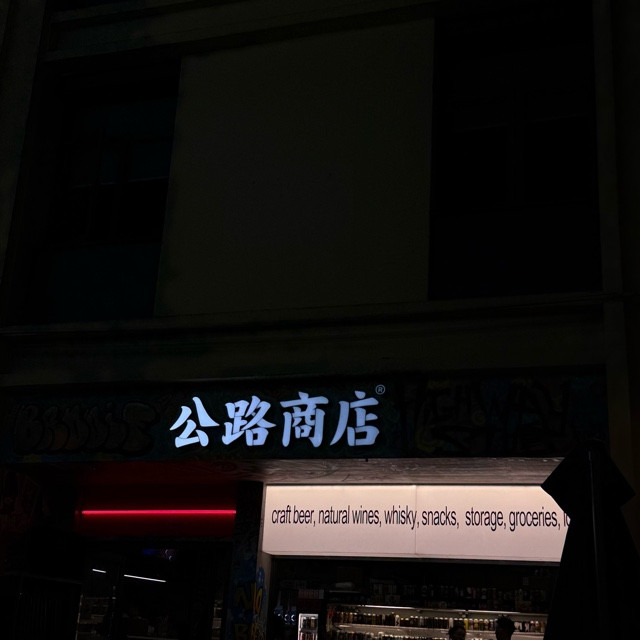 公路商店®
craft beer, natural wines, whisky, snacks, storage, groceries,